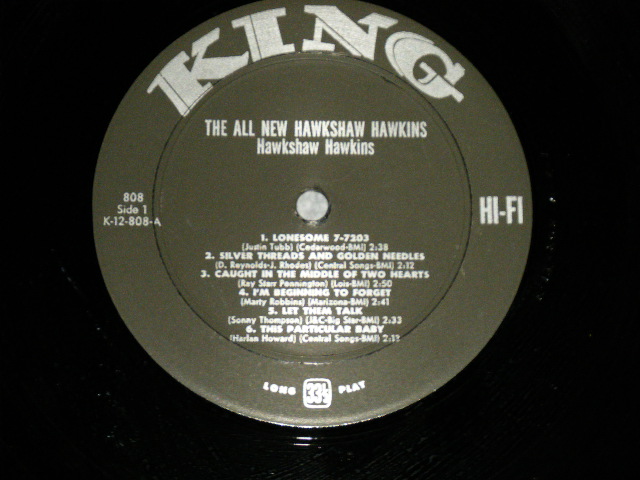 KING
THE ALL NEW HAWKSHAW HAWKINS
Hawkshaw Hawkins
808
Side 1
K-12-808-A
HI-FI
1. LONESOME 7-7203
(Justin Tubb) (Cedarwood-BMI) 2:38
2. SILVER THREADS AND GOLDEN NEEDLES
(D. Reynolds-J. Rhodes) (Central Songs-BMI) 2:12
3. CAUGHT IN THE MIDDLE OF TWO HEARTS
(Ray Starr Pennington) (Lois-BMI) 2:50
4. I'M BEGINNING TO FORGET
(Marty Robbins) (Marizona-BMI) 2:41
5. LET THEM TALK
(Sonny Thompson) (J&C-Big Star-BMI) 2:33
6. THIS PARTICULAR BABY
(Harlan Howard) (Central Songs-BMI) 2:13
LONG 33⅓ PLAY